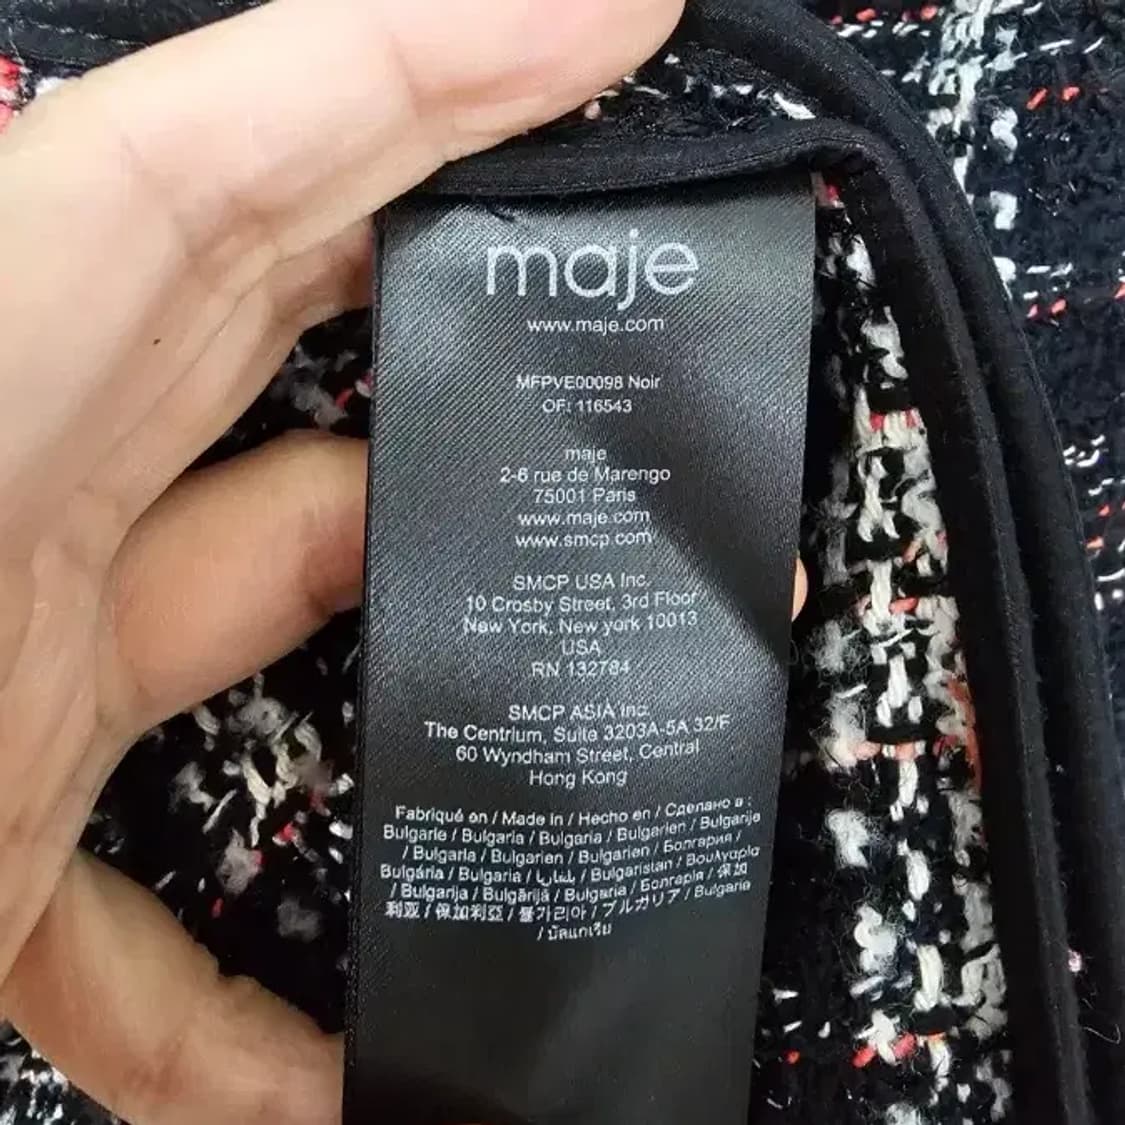 maje
www.maje.com
MFPVE00098 Noir
OF: 116543
maje
2-6 rue de Marengo
75001 Paris
www.maje.com
www.smcp.com
SMCP USA Inc.
10 Crosby Street, 3rd Floor
New York, New york 10013
USA
RN 132784
SMCP ASIA Inc.
The Centrium, Suite 3203A-5A 32/F
60 Wyndham Street, Central
Hong Kong
Fabriqué en / Made in / Hecho en / Сделано в :
Bulgarie / Bulgaria / Bulgaria / Bulgarien / Bulgarije
/ Bulgaria / Bulgarien / Bulgarien / Болгария /
Bulgária / Bulgaria / بلغاريا / Bulgaristan / Βουλγαρία
/ Bulgarija / Bulgārijā / Bulgaria / Болгарія / 保加
利亚 / 保加利亞 / 불가리아 / ブルガリア / Bulgarie
/ บัลแกเรีย